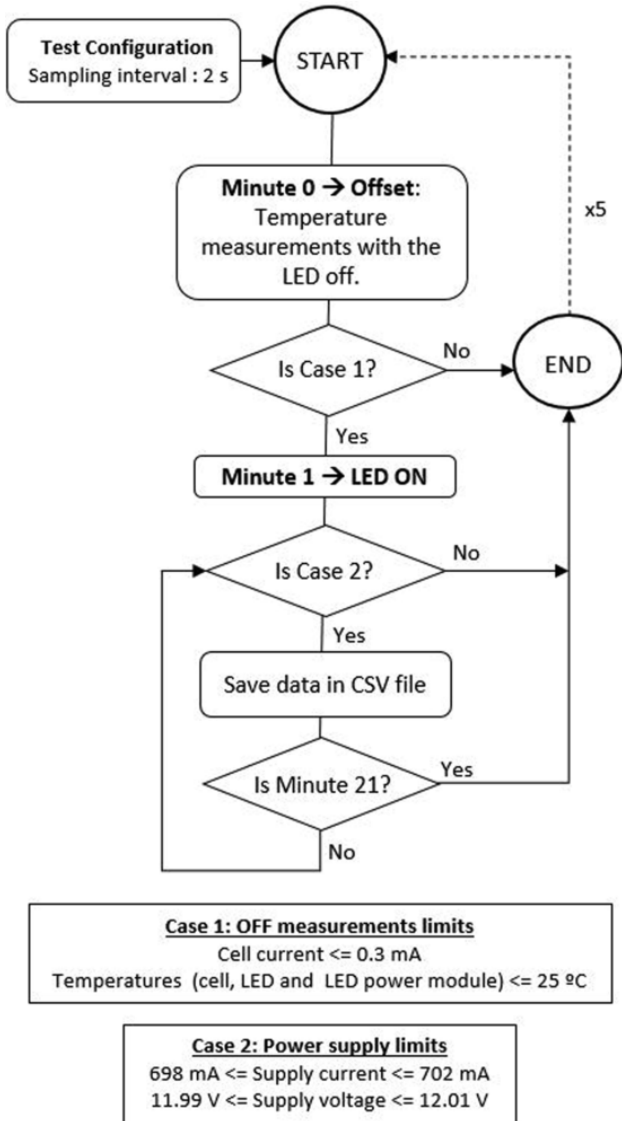 Test Configuration
Sampling interval : 2 s
START
Minute 0 → Offset:
Temperature
measurements with the
LED off.
x5
Is Case 1?
No
END
Yes
Minute 1 → LED ON
Is Case 2?
No
Yes
Save data in CSV file
Is Minute 21?
Yes
No
Case 1: OFF measurements limits
Cell current <= 0.3 mA
Temperatures (cell, LED and LED power module) <= 25 ºC
Case 2: Power supply limits
698 mA <= Supply current <= 702 mA
11.99 V <= Supply voltage <= 12.01 V